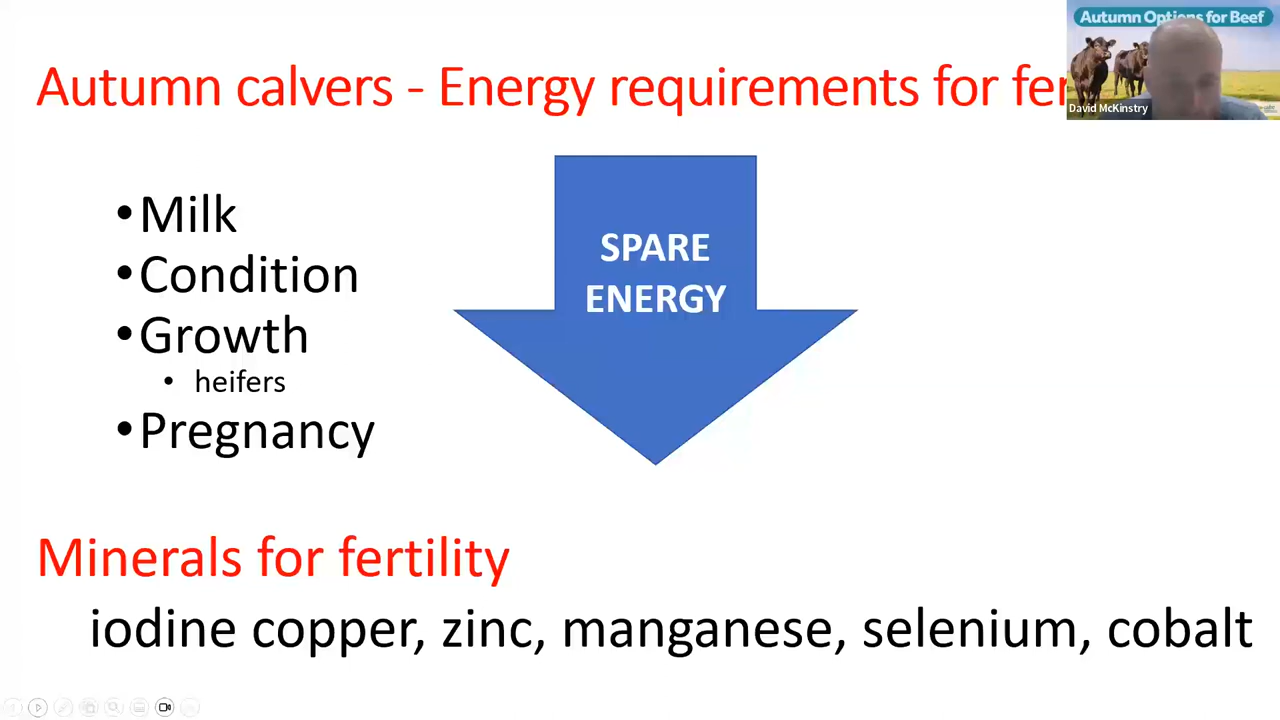 Autumn calvers - Energy requirements for fer
Autumn Options for Beef
David McKinstry
•Milk
•Condition
•Growth
• heifers
•Pregnancy
SPARE
ENERGY
Minerals for fertility
iodine copper, zinc, manganese, selenium, cobalt